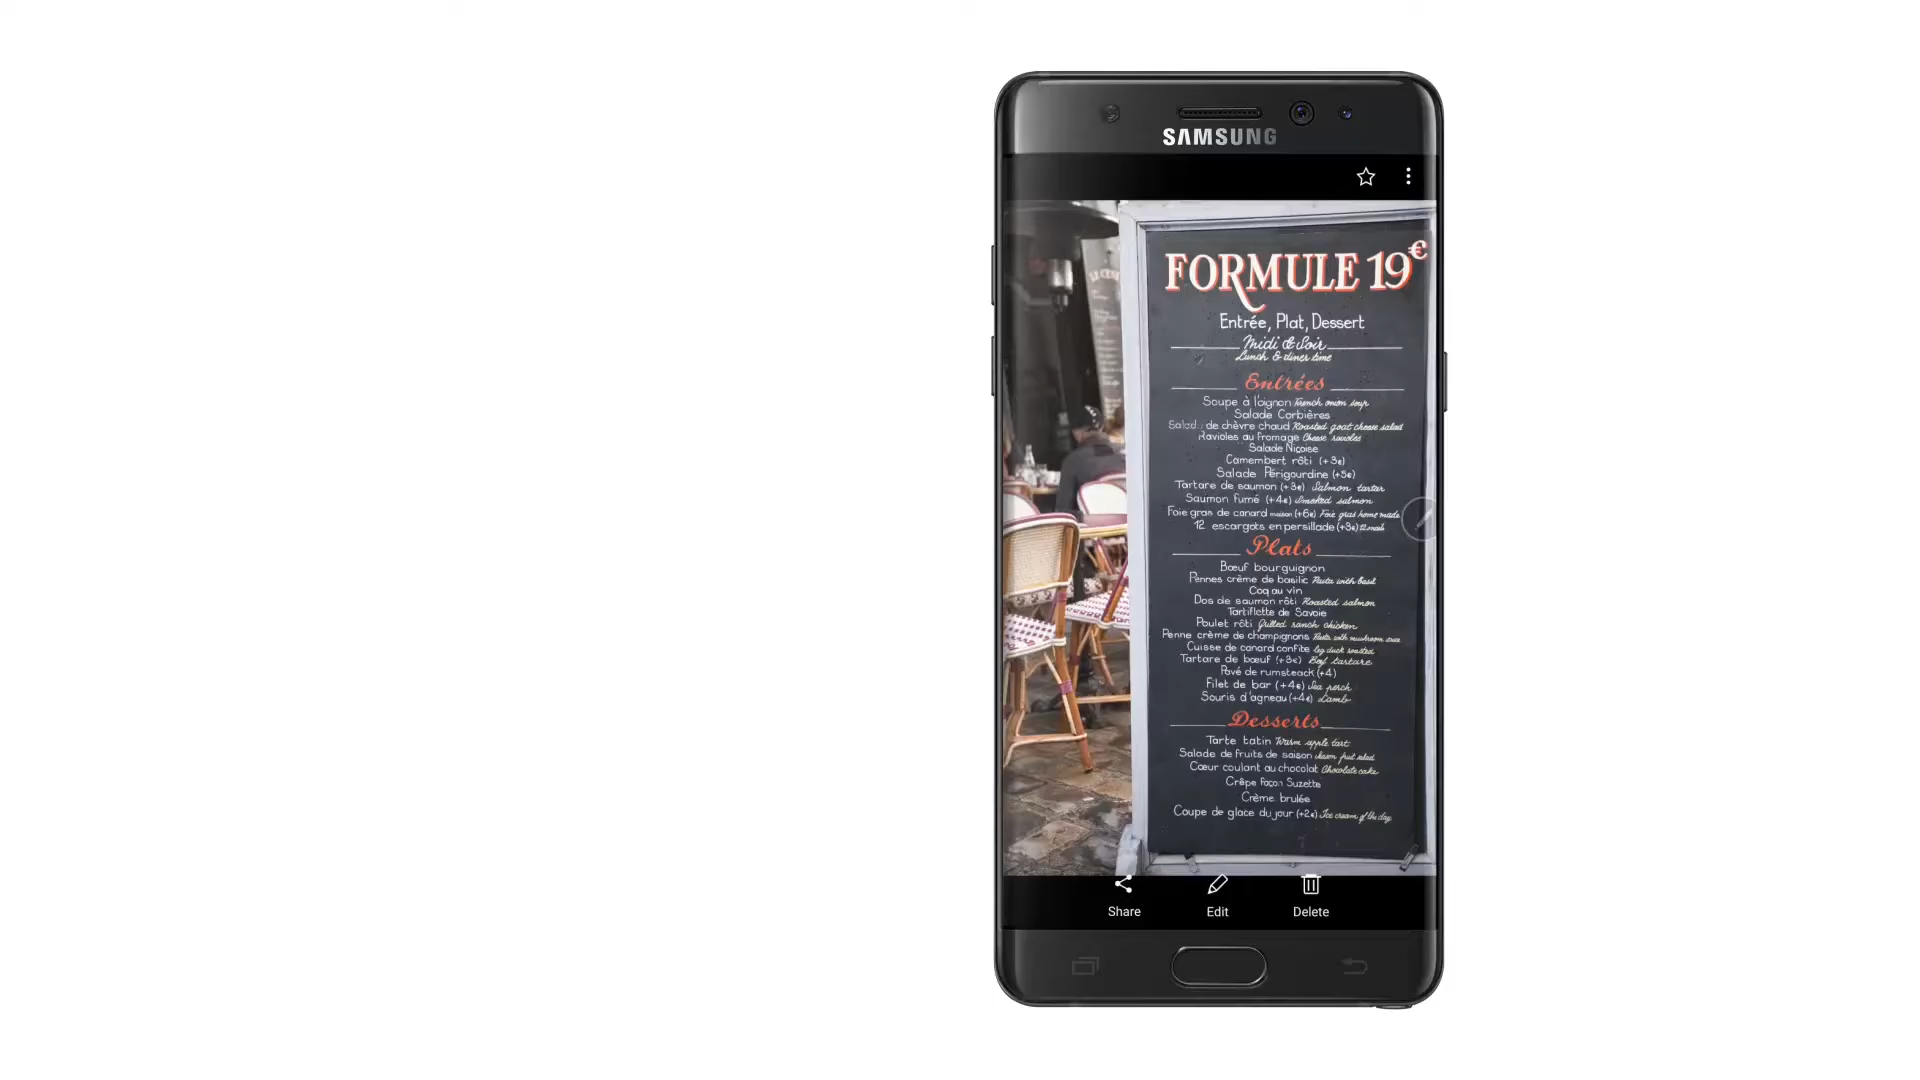 SAMSUNG
FORMULE 19€
Entrée, Plat, Dessert
Midi & Soir
Lunch & diner time
Entrées
Soupe à l'oignon French onion soup
Salade Corbières
Salade de chèvre chaud Roasted goat cheese salad
Ravioles au fromage Cheese ravioles
Salade Niçoise
Camembert rôti (+3€)
Salade Périgourdine (+5€)
Tartare de saumon (+3€) Salmon tartar
Saumon fumé (+4€) Smoked salmon
Foie gras de canard maison (+6€) Foie gras home made
12 escargots en persillade (+3€) 12 snails
Plats
Bœuf bourguignon
Pennes crème de basilic Pasta with basil
Coq au vin
Dos de saumon rôti Roasted salmon
Tartiflette de Savoie
Poulet rôti Grilled ranch chicken
Penne crème de champignons Pasta with mushroom
Cuisse de canard confite leg duck roasted
Tartare de bœuf (+3€) Beef tartare
Pavé de rumsteack (+4)
Filet de bar (+4€) Sea perch
Souris d'agneau (+4€) Lamb
Desserts
Tarte tatin Warm apple tart
Salade de fruits de saison season fruit salad
Cœur coulant au chocolat Chocolate cake
Crêpe façon Suzette
Crème brulée
Coupe de glace du jour (+2€) Ice cream of the day
Share Edit Delete